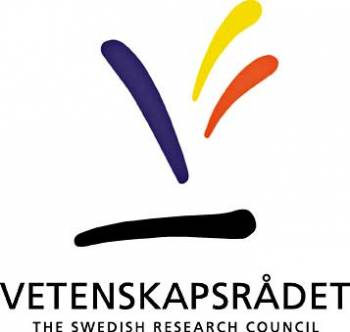 VETENSKAPSRÅDET
THE SWEDISH RESEARCH COUNCIL